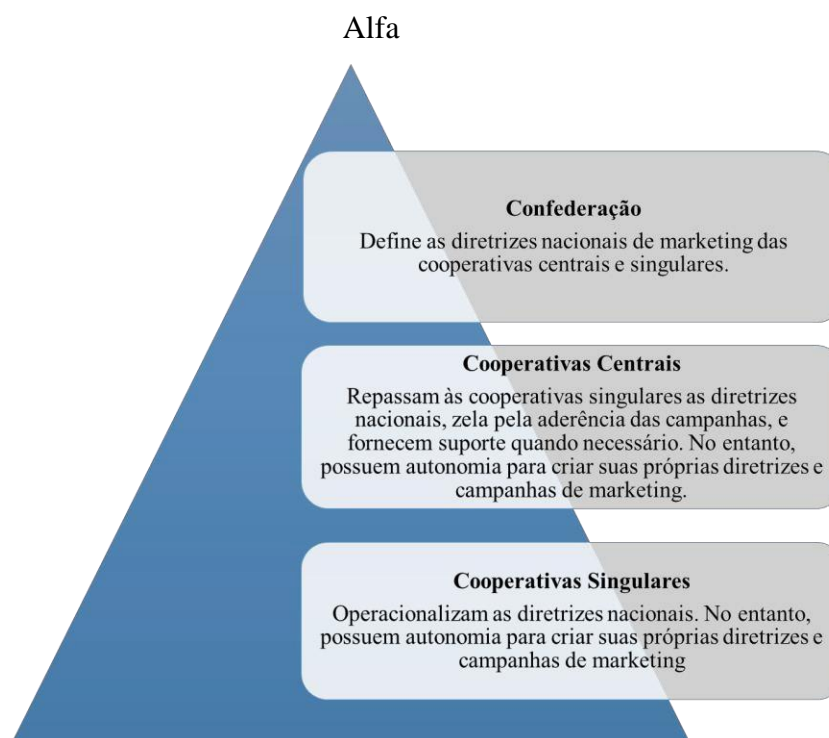 Alfa
Confederação
Define as diretrizes nacionais de marketing das
cooperativas centrais e singulares.
Cooperativas Centrais
Repassam às cooperativas singulares as diretrizes
nacionais, zela pela aderência das campanhas, e
fornecem suporte quando necessário. No entanto,
possuem autonomia para criar suas próprias diretrizes e
campanhas de marketing.
Cooperativas Singulares
Operacionalizam as diretrizes nacionais. No entanto,
possuem autonomia para criar suas próprias diretrizes e
campanhas de marketing